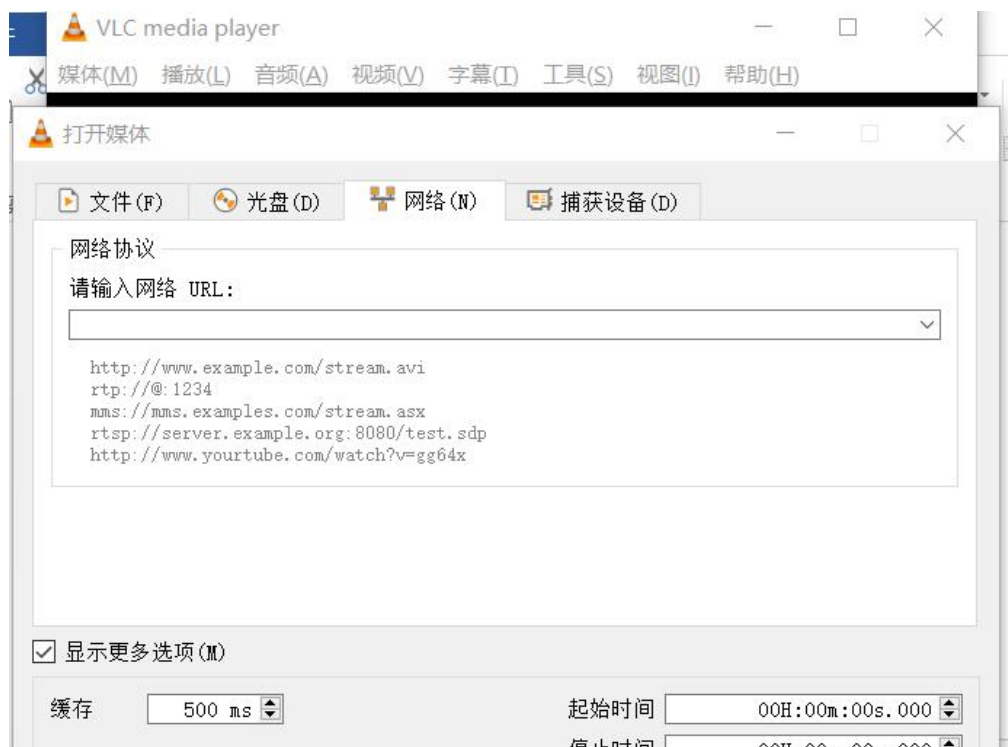 VLC media player
媒体(M) 播放(L) 音频(A) 视频(V) 字幕(T) 工具(S) 视图(I) 帮助(H)
打开媒体
文件(F) 光盘(D) 网络(N) 捕获设备(D)
网络协议
请输入网络 URL:
http://www.example.com/stream.avi
rtp://@:1234
mms://mms.examples.com/stream.asx
rtsp://server.example.org:8080/test.sdp
http://www.yourtube.com/watch?v=gg64x
显示更多选项(M)
缓存 500 ms 起始时间 00H:00m:00s.000
停止时间